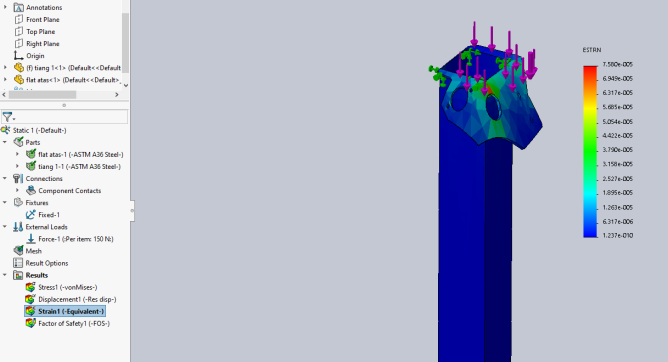 Annotations
Front Plane
Top Plane
Right Plane
Origin
(f) tiang 1<1> (Default<<Default
flat atas<1> (Default<<Default>_
Static 1 (-Default-)
Parts
flat atas-1 (-ASTM A36 Steel-)
tiang 1-1 (-ASTM A36 Steel-)
Connections
Component Contacts
Fixtures
Fixed-1
External Loads
Force-1 (:Per item: 150 N:)
Mesh
Result Options
Results
Stress1 (-vonMises-)
Displacement1 (-Res disp-)
Strain1 (-Equivalent-)
Factor of Safety1 (-FOS-)
ESTRN
7.580e-005
6.949e-005
6.317e-005
5.685e-005
5.054e-005
4.422e-005
3.790e-005
3.158e-005
2.527e-005
1.895e-005
1.263e-005
6.317e-006
1.237e-010